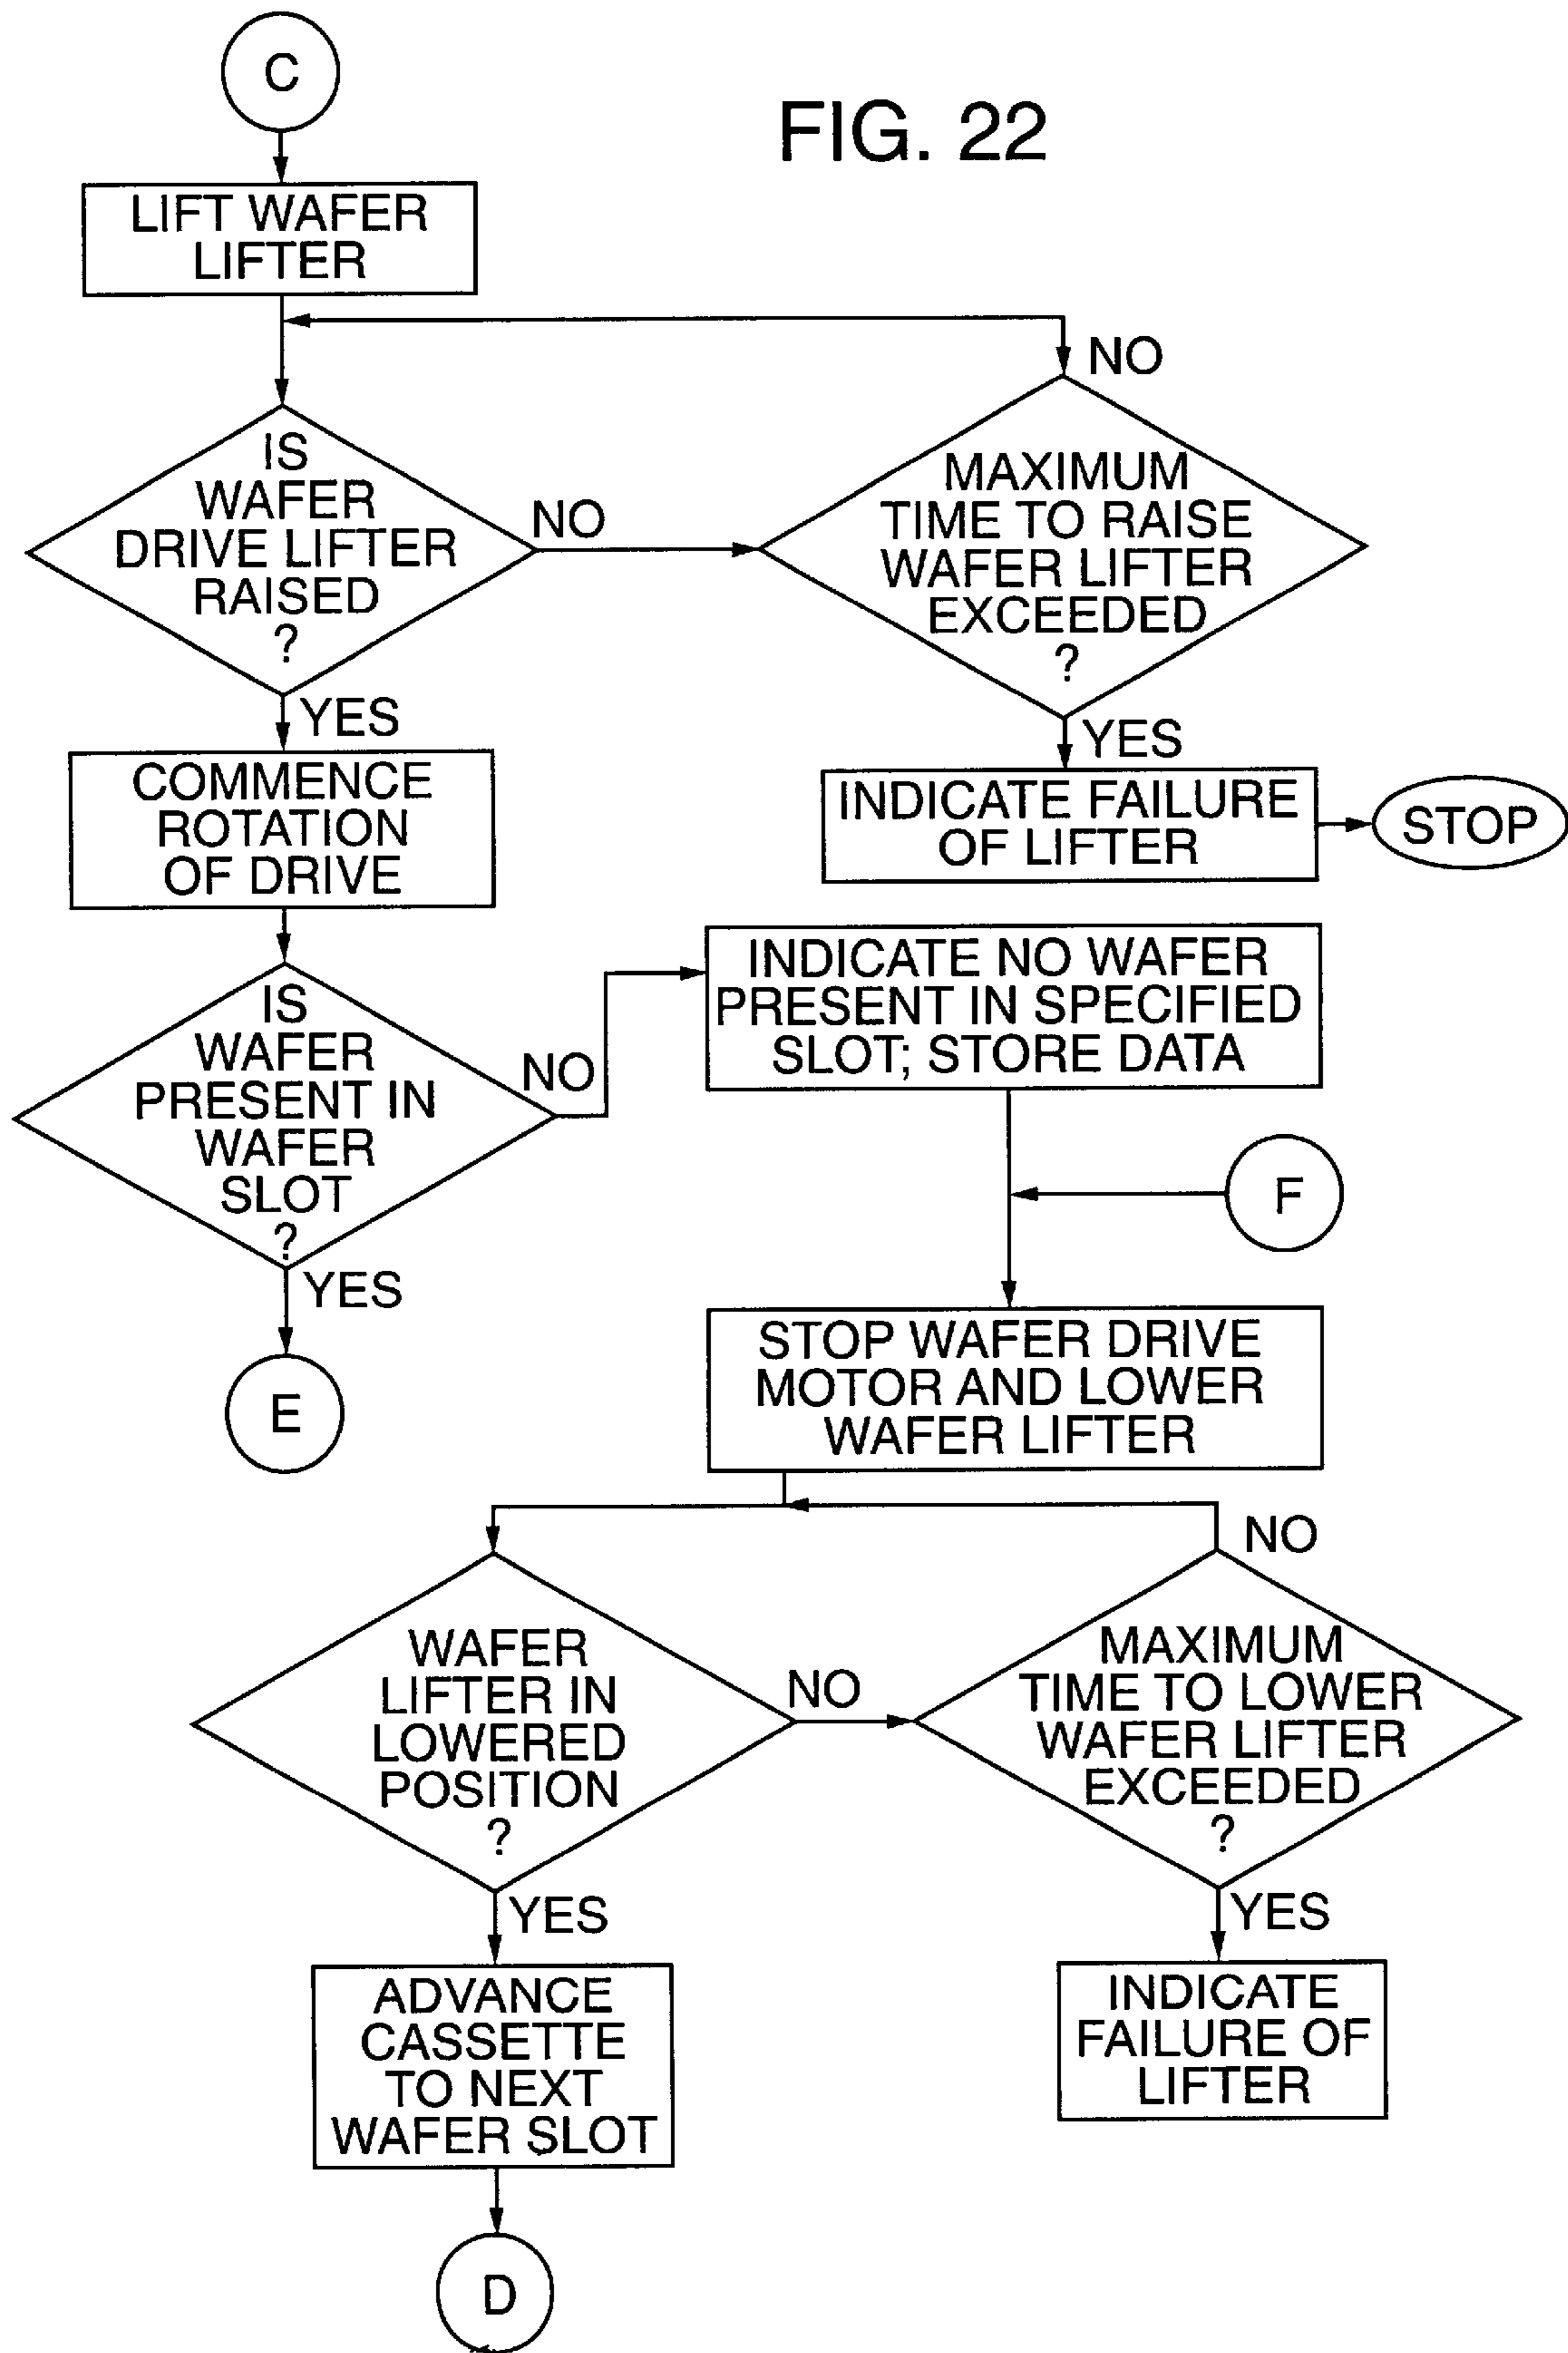 C
FIG. 22
LIFT WAFER
LIFTER
NO
IS
WAFER
DRIVE LIFTER
RAISED
?
NO
MAXIMUM
TIME TO RAISE
WAFER LIFTER
EXCEEDED
?
YES
YES
COMMENCE
ROTATION
OF DRIVE
INDICATE FAILURE
OF LIFTER
STOP
IS
WAFER
PRESENT IN
WAFER
SLOT
?
NO
INDICATE NO WAFER
PRESENT IN SPECIFIED
SLOT; STORE DATA
F
YES
E
STOP WAFER DRIVE
MOTOR AND LOWER
WAFER LIFTER
NO
WAFER
LIFTER IN
LOWERED
POSITION
?
NO
MAXIMUM
TIME TO LOWER
WAFER LIFTER
EXCEEDED
?
YES
YES
ADVANCE
CASSETTE
TO NEXT
WAFER SLOT
INDICATE
FAILURE OF
LIFTER
D